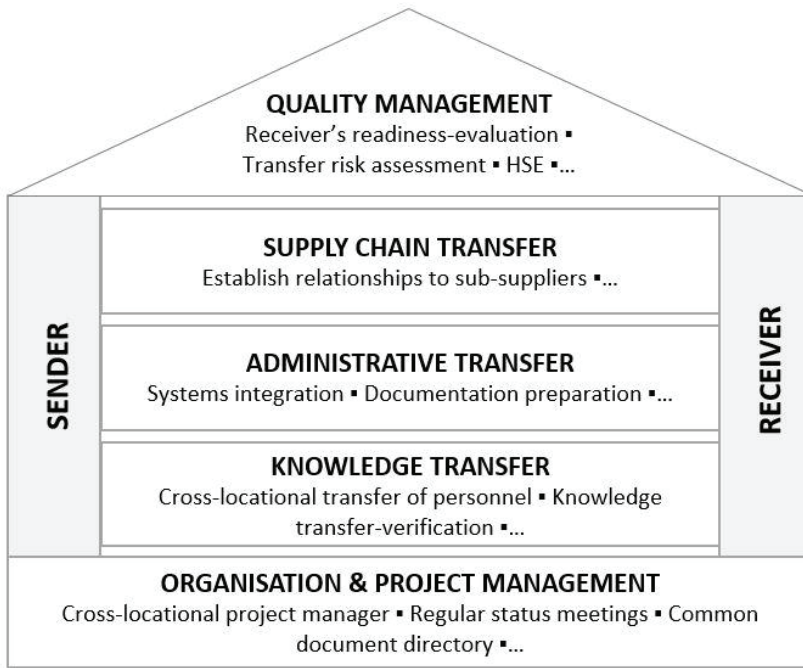 QUALITY MANAGEMENT
Receiver’s readiness-evaluation ▪
Transfer risk assessment ▪ HSE ▪…
SENDER
SUPPLY CHAIN TRANSFER
Establish relationships to sub-suppliers ▪…
ADMINISTRATIVE TRANSFER
Systems integration ▪ Documentation preparation ▪…
KNOWLEDGE TRANSFER
Cross-locational transfer of personnel ▪ Knowledge
transfer-verification ▪…
RECEIVER
ORGANISATION & PROJECT MANAGEMENT
Cross-locational project manager ▪ Regular status meetings ▪ Common
document directory ▪…